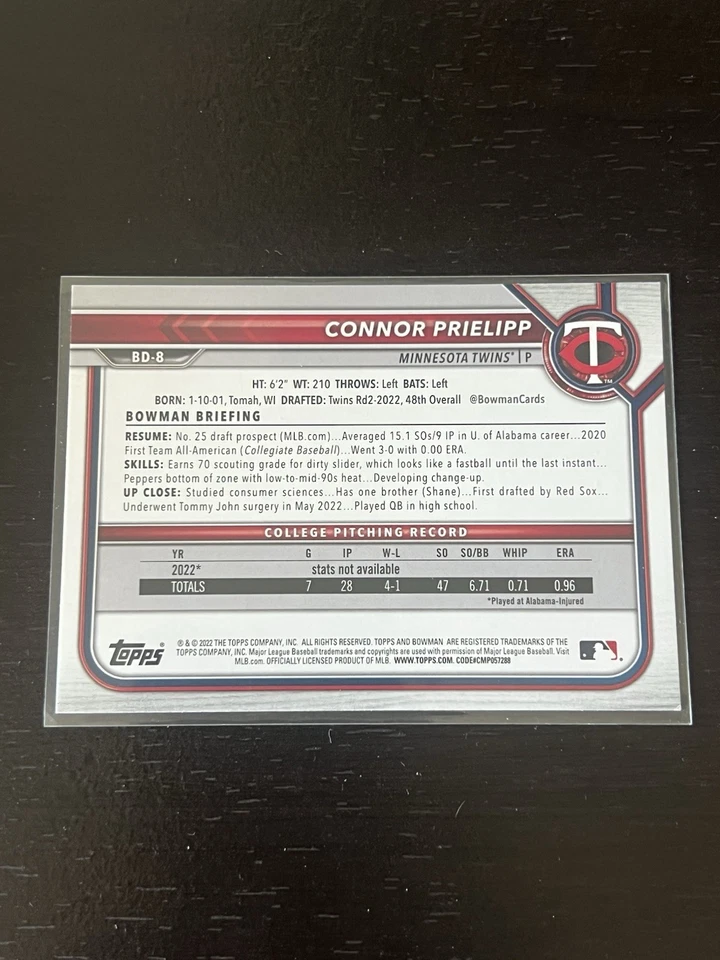 CONNOR PRIELIPP
BD-8
MINNESOTA TWINS® | P
TC
TM
HT: 6'2" WT: 210 THROWS: Left BATS: Left
BORN: 1-10-01, Tomah, WI DRAFTED: Twins Rd2-2022, 48th Overall @BowmanCards
BOWMAN BRIEFING
RESUME: No. 25 draft prospect (MLB.com)...Averaged 15.1 SOs/9 IP in U. of Alabama career...2020
First Team All-American (Collegiate Baseball)...Went 3-0 with 0.00 ERA.
SKILLS: Earns 70 scouting grade for dirty slider, which looks like a fastball until the last instant...
Peppers bottom of zone with low-to-mid-90s heat...Developing change-up.
UP CLOSE: Studied consumer sciences...Has one brother (Shane)...First drafted by Red Sox...
Underwent Tommy John surgery in May 2022...Played QB in high school.
COLLEGE PITCHING RECORD
YR G IP W-L SO SO/BB WHIP ERA
2022* stats not available
TOTALS 7 28 4-1 47 6.71 0.71 0.96
*Played at Alabama-Injured
topps®
® & © 2022 THE TOPPS COMPANY, INC. ALL RIGHTS RESERVED. TOPPS AND BOWMAN ARE REGISTERED TRADEMARKS OF THE
TOPPS COMPANY, INC. Major League Baseball trademarks and copyrights are used with permission of Major League Baseball. Visit
MLB.com. OFFICIALLY LICENSED PRODUCT OF MLB. WWW.TOPPS.COM. CODE#CMP057288